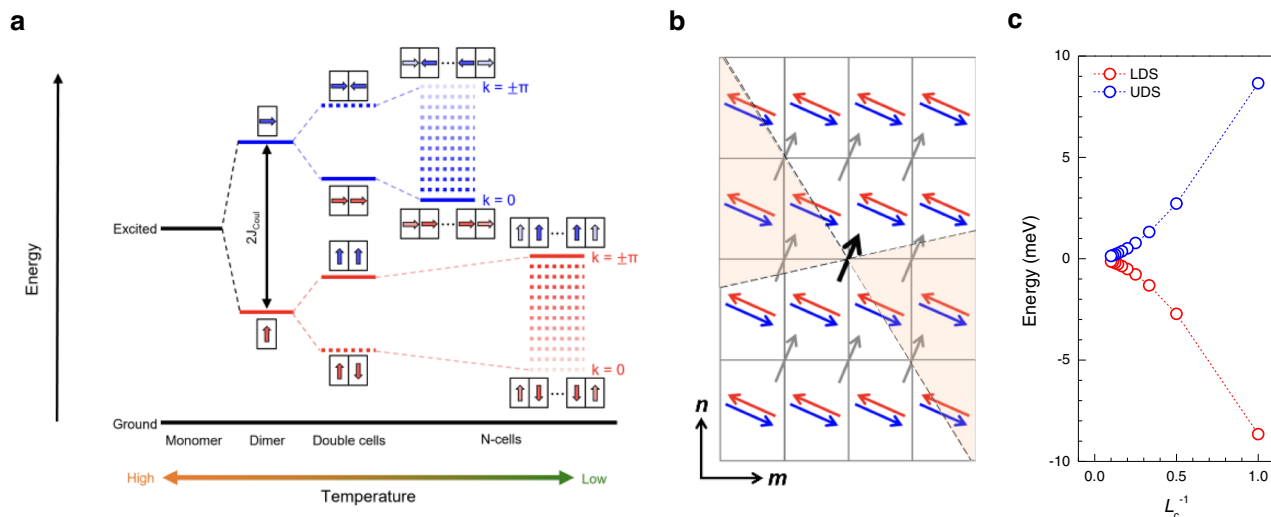 a
b
c
Energy
Excited
Ground
2J_Coul
k = ±π
k = 0
k = ±π
k = 0
Monomer
Dimer
Double cells
N-cells
High
Low
Temperature
n
m
Energy (meV)
10
5
0
-5
-10
LDS
UDS
0.0
0.5
1.0
L_c^-1